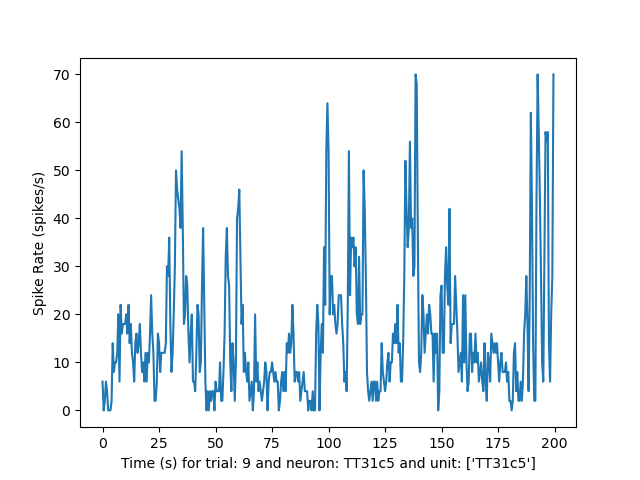 70
60
50
40
30
20
10
0
Spike Rate (spikes/s)
0 25 50 75 100 125 150 175 200
Time (s) for trial: 9 and neuron: TT31c5 and unit: ['TT31c5']